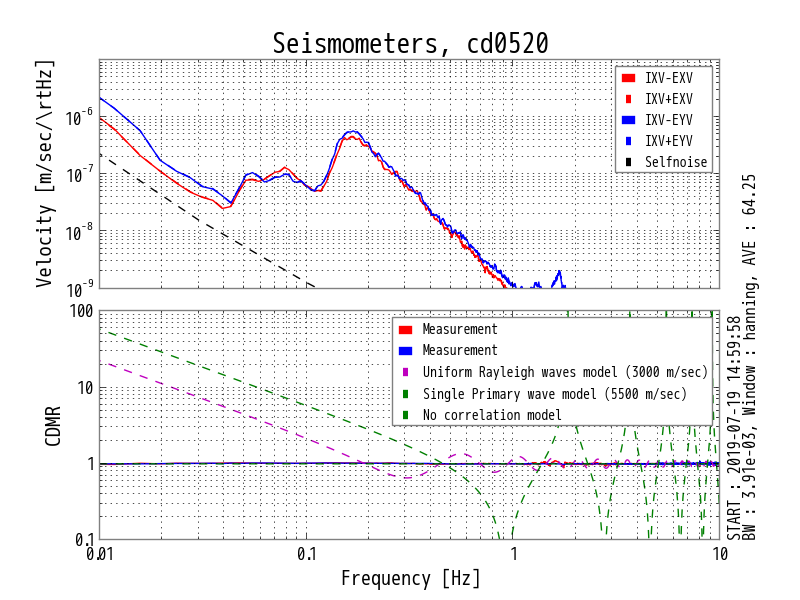 Seismometers, cd0520
Velocity [m/sec/\rtHz]
10^-6
10^-7
10^-8
10^-9
IXV-EXV
IXV+EXV
IXV-EYV
IXV+EYV
Selfnoise
CDMR
100
10
1
0.1
Measurement
Measurement
Uniform Rayleigh waves model (3000 m/sec)
Single Primary wave model (5500 m/sec)
No correlation model
0.01
0.1
1
10
Frequency [Hz]
START : 2019-07-19 14:59:58
BW : 3.91e-03, Window : hanning, AVE : 64.25